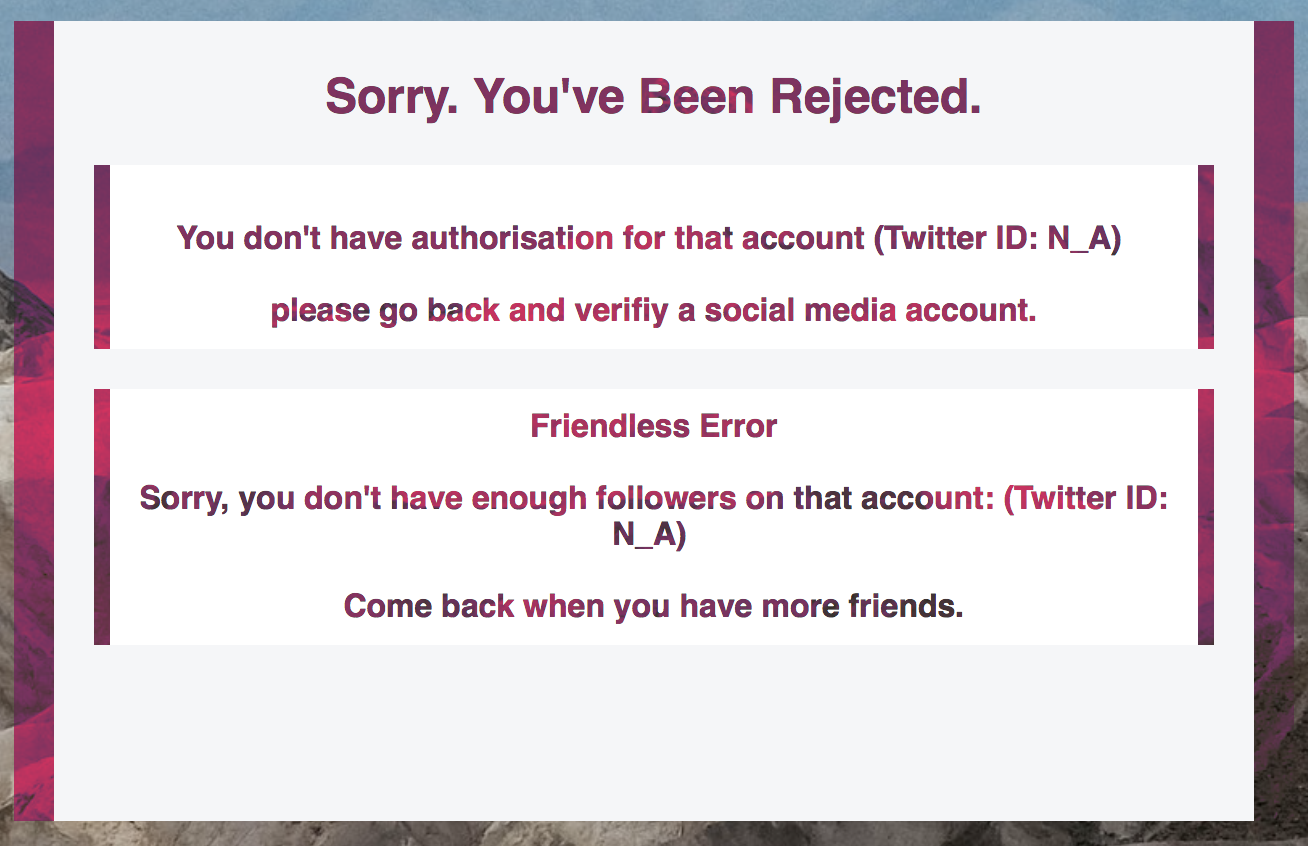 Sorry. You've Been Rejected.
You don't have authorisation for that account (Twitter ID: N_A)
please go back and verifiy a social media account.
Friendless Error
Sorry, you don't have enough followers on that account: (Twitter ID:
N_A)
Come back when you have more friends.